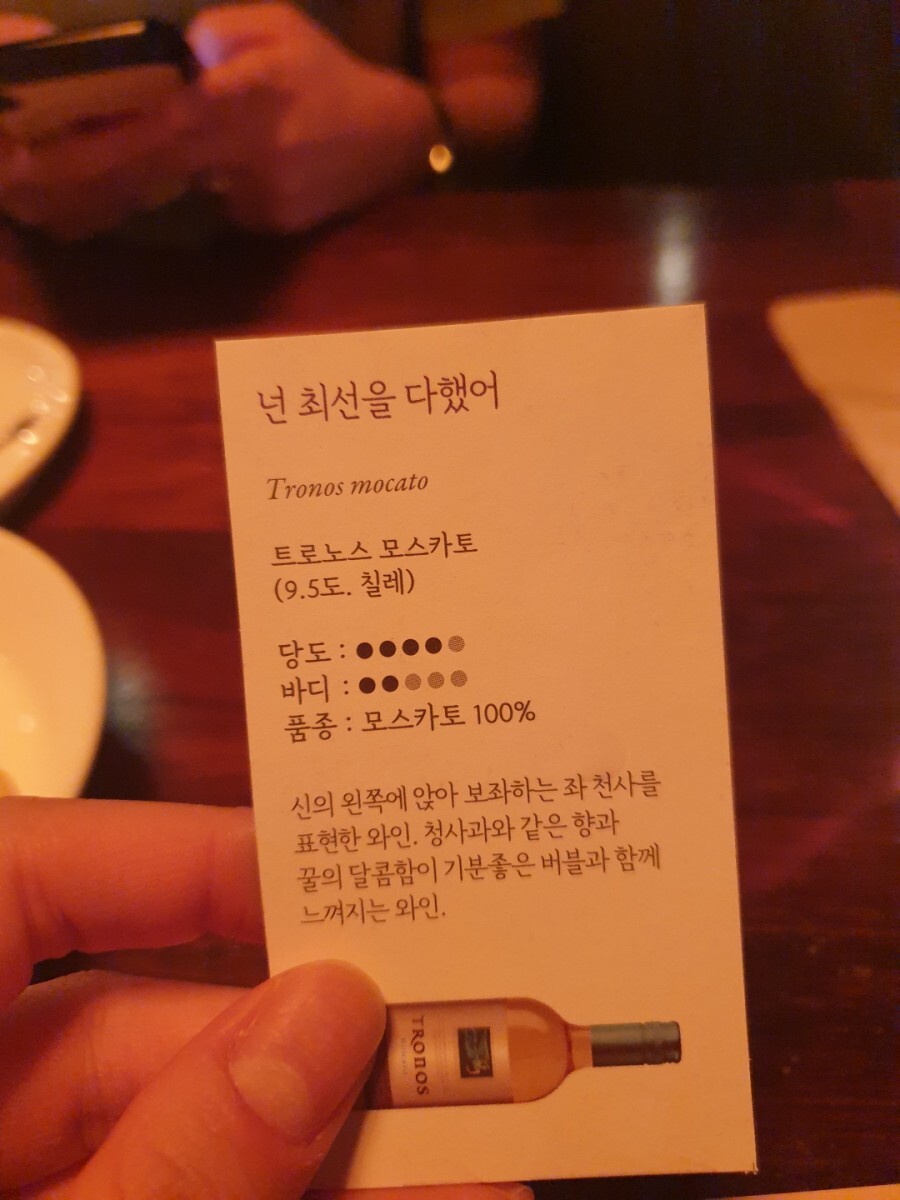 넌 최선을 다했어
Tronos mocato
트로노스 모스카토
(9.5도. 칠레)
당도 : ●●●●●
바디 : ●●●●●
품종 : 모스카토 100%
신의 왼쪽에 앉아 보좌하는 좌 천사를
표현한 와인. 청사과와 같은 향과
꿀의 달콤함이 기분좋은 버블과 함께
느껴지는 와인.
TRONOS